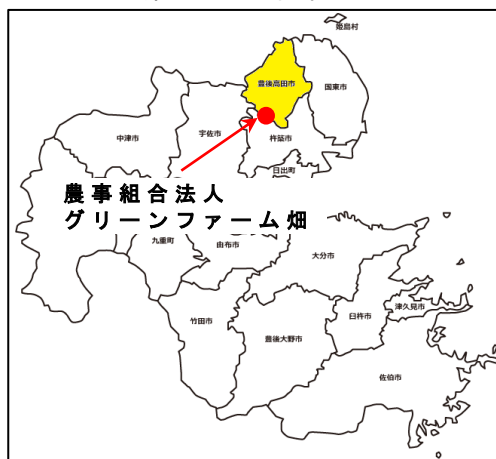 姫島村
豊後高田市
国東市
中津市
宇佐市
杵築市
日出町
農事組合法人
グリーンファーム畑
九重町
由布市
大分市
津久見市
臼杵市
竹田市
豊後大野市
佐伯市